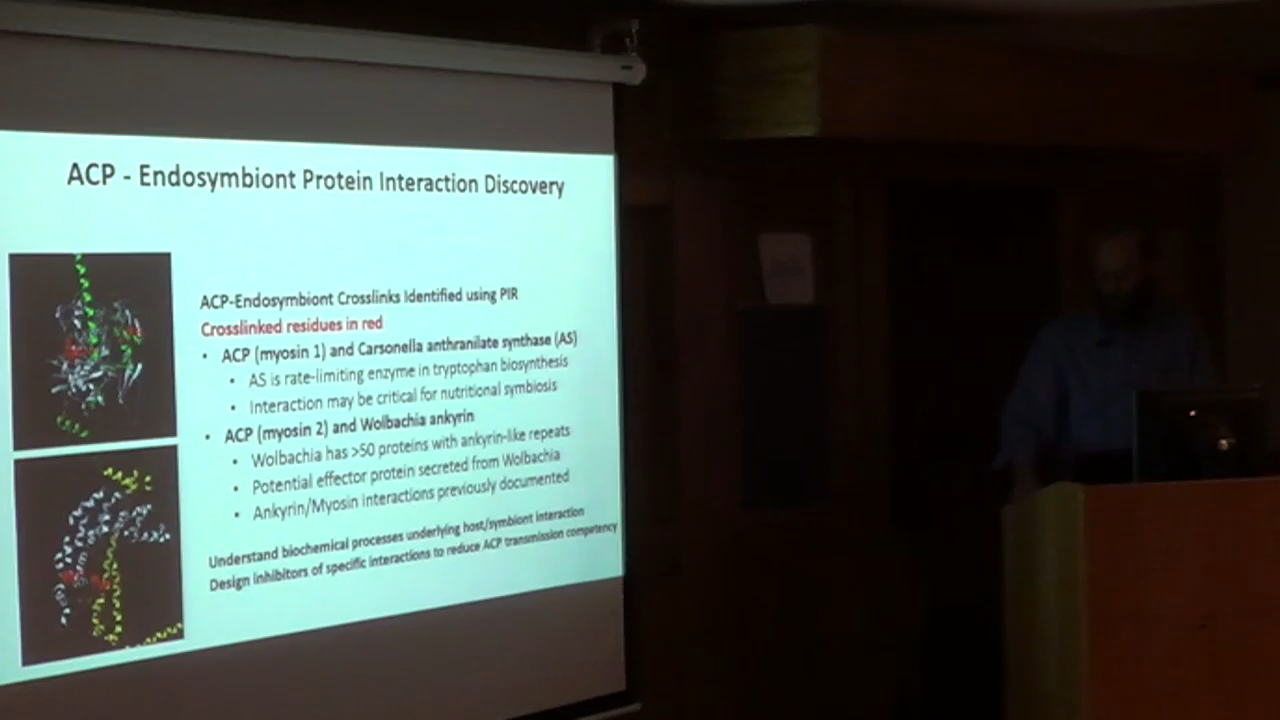 ACP - Endosymbiont Protein Interaction Discovery
ACP-Endosymbiont Crosslinks Identified using PIR
Crosslinked residues in red
• ACP (myosin 1) and Carsonella anthranilate synthase (AS)
• AS is rate-limiting enzyme in tryptophan biosynthesis
• Interaction may be critical for nutritional symbiosis
• ACP (myosin 2) and Wolbachia ankyrin
• Wolbachia has >50 proteins with ankyrin-like repeats
• Potential effector protein secreted from Wolbachia
• Ankyrin/Myosin interactions previously documented
Understand biochemical processes underlying host/symbiont interaction
Design inhibitors of specific interactions to reduce ACP transmission competency